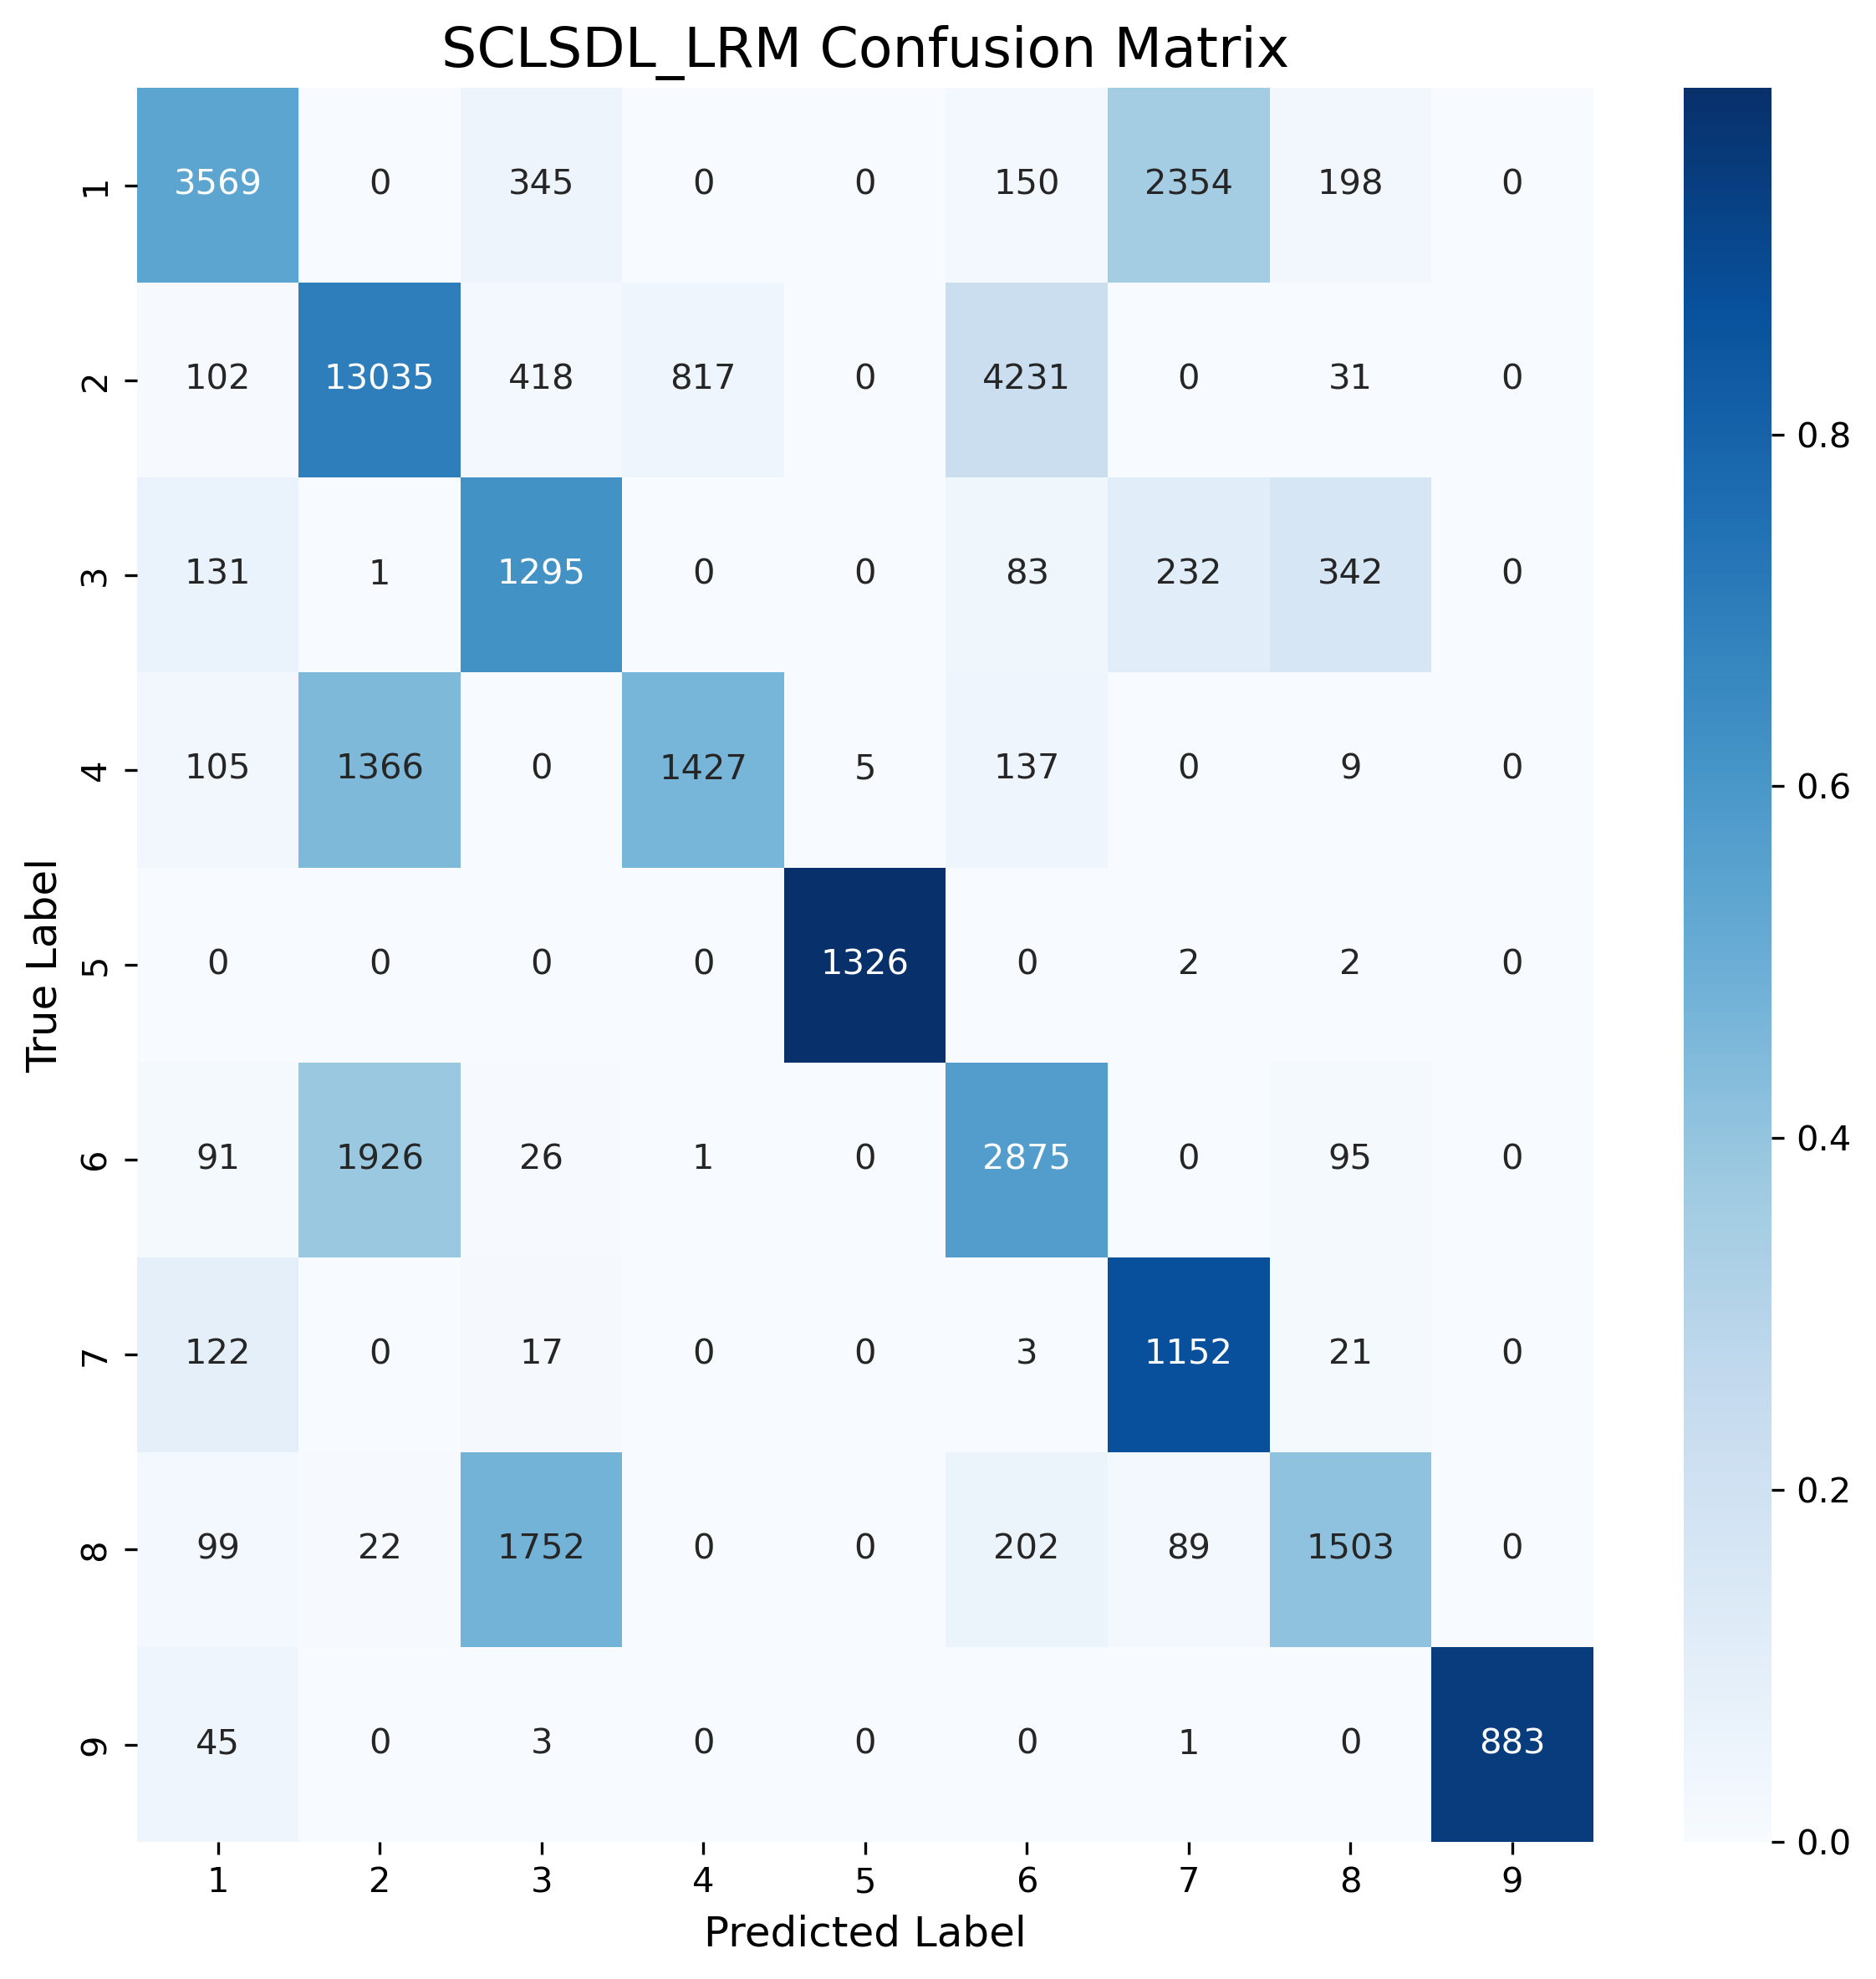 SCLSDL_LRM Confusion Matrix
1 3569 0 345 0 0 150 2354 198 0
2 102 13035 418 817 0 4231 0 31 0
0.8
3 131 1 1295 0 0 83 232 342 0
4 105 1366 0 1427 5 137 0 9 0
0.6
True Label
5 0 0 0 0 1326 0 2 2 0
6 91 1926 26 1 0 2875 0 95 0
0.4
7 122 0 17 0 0 3 1152 21 0
0.2
8 99 22 1752 0 0 202 89 1503 0
9 45 0 3 0 0 0 1 0 883
0.0
1 2 3 4 5 6 7 8 9
Predicted Label